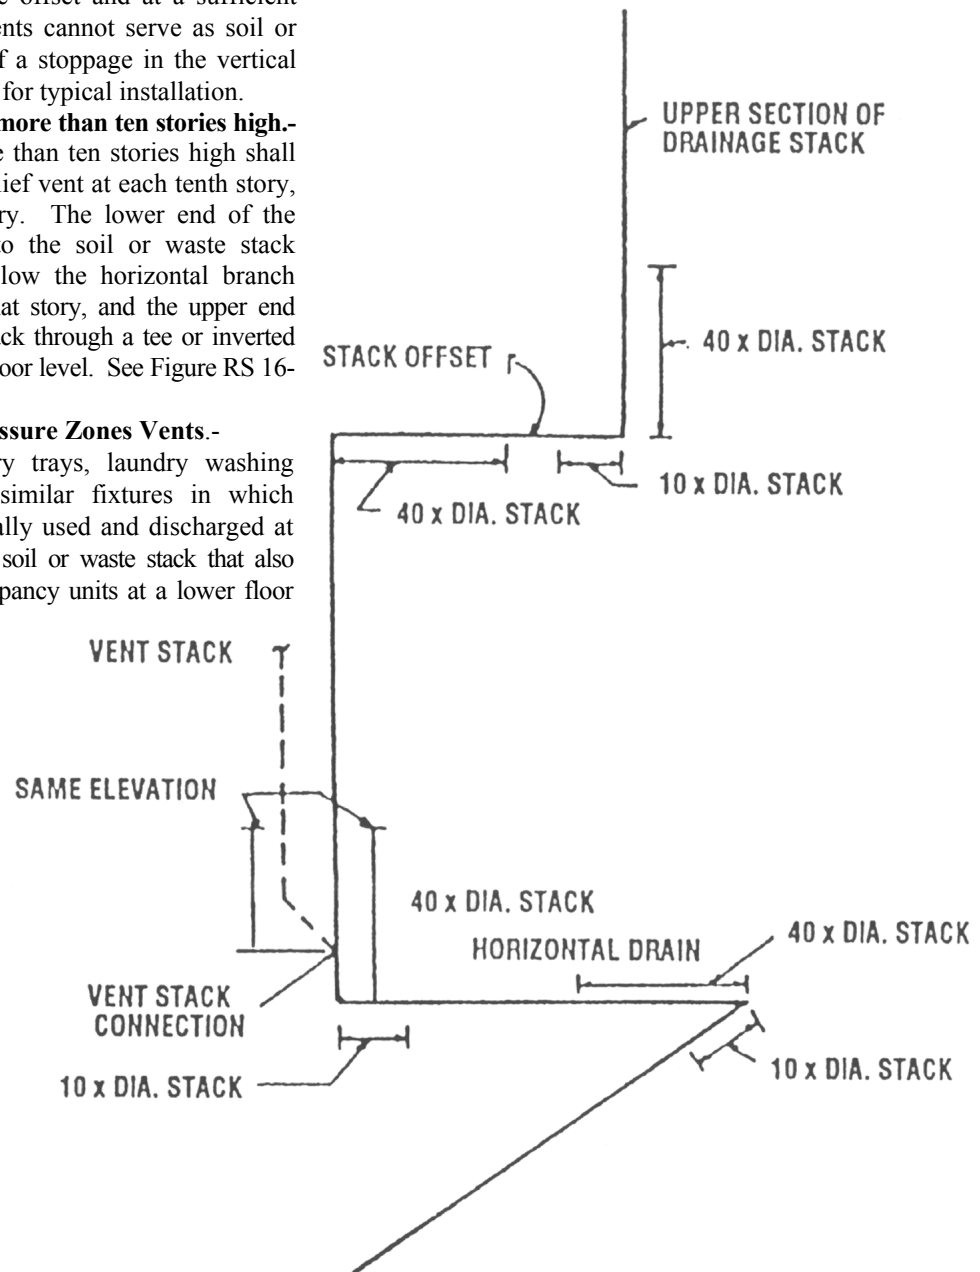 offset and at a sufficient
ents cannot serve as soil or
f a stoppage in the vertical
for typical installation.
more than ten stories high.-
than ten stories high shall
lief vent at each tenth story,
ry. The lower end of the
to the soil or waste stack
low the horizontal branch
hat story, and the upper end
ck through a tee or inverted
oor level. See Figure RS 16-
ssure Zones Vents.-
ry trays, laundry washing
similar fixtures in which
ally used and discharged at
soil or waste stack that also
pancy units at a lower floor
UPPER SECTION OF
DRAINAGE STACK
40 x DIA. STACK
STACK OFFSET
10 x DIA. STACK
40 x DIA. STACK
VENT STACK
SAME ELEVATION
40 x DIA. STACK
HORIZONTAL DRAIN
40 x DIA. STACK
VENT STACK
CONNECTION
10 x DIA. STACK
10 x DIA. STACK